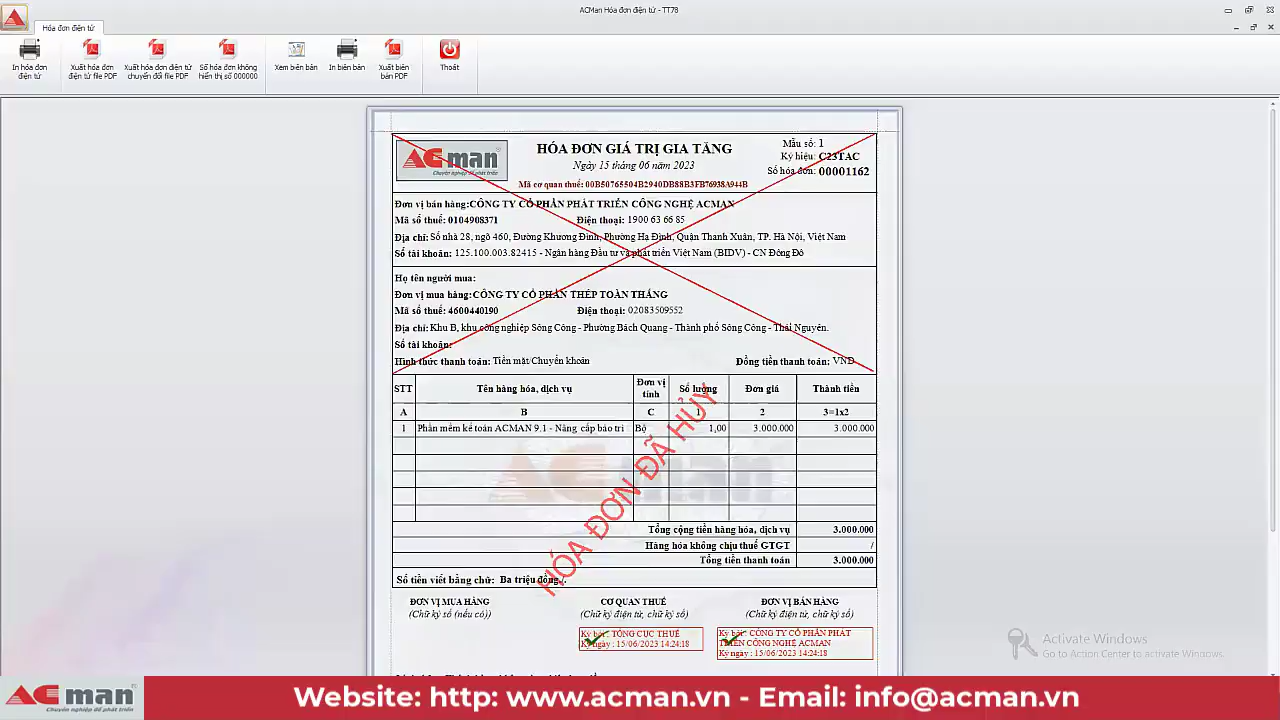 ACMan Hóa đơn điện tử - TT78
Hóa đơn điện tử
In hóa đơn điện tử
Xuất hóa đơn điện tử file PDF
Xuất hóa đơn điện tử chuyển đổi file PDF
Số hóa đơn không hiển thị số 000000
Xem biên bản
In biên bản
Xuất biên bản PDF
Thoát
ACman
Chuyên nghiệp để phát triển
HÓA ĐƠN GIÁ TRỊ GIA TĂNG
Ngày 15 tháng 06 năm 2023
Mẫu số: 1
Ký hiệu: C23TAC
Số hóa đơn: 00001162
Mã cơ quan thuế: 00B50765504B2940DB88B3FB76938A944B
Đơn vị bán hàng: CÔNG TY CỔ PHẦN PHÁT TRIỂN CÔNG NGHỆ ACMAN
Mã số thuế: 0104908371 Điện thoại: 1900 63 66 85
Địa chỉ: Số nhà 28, ngõ 460, Đường Khương Đình, Phường Hạ Đình, Quận Thanh Xuân, TP. Hà Nội, Việt Nam
Số tài khoản: 125.100.003.82415 - Ngân hàng Đầu tư và phát triển Việt Nam (BIDV) - CN Đông Đô
Họ tên người mua:
Đơn vị mua hàng: CÔNG TY CỔ PHẦN THÉP TOÀN THẮNG
Mã số thuế: 4600440190 Điện thoại: 02083509552
Địa chỉ: Khu B, khu công nghiệp Sông Công - Phường Bách Quang - Thành phố Sông Công - Thái Nguyên.
Số tài khoản:
Hình thức thanh toán: Tiền mặt/Chuyển khoản Đồng tiền thanh toán: VND
STT Tên hàng hóa, dịch vụ Đơn vị tính Số lượng Đơn giá Thành tiền
A B C 1 2 3=1x2
1 Phần mềm kế toán ACMAN 9.1 - Nâng cấp bảo trì Bộ 1,00 3.000.000 3.000.000
ACman
HÓA ĐƠN ĐÃ HỦY
Tổng cộng tiền hàng hóa, dịch vụ 3.000.000
Hàng hóa không chịu thuế GTGT /
Tổng tiền thanh toán 3.000.000
Số tiền viết bằng chữ: Ba triệu đồng./.
ĐƠN VỊ MUA HÀNG CƠ QUAN THUẾ ĐƠN VỊ BÁN HÀNG
(Chữ ký số (nếu có)) (Chữ ký điện tử, chữ ký số) (Chữ ký điện tử, chữ ký số)
Ký bởi: TỔNG CỤC THUẾ
Ký ngày : 15/06/2023 14:24:18
Ký bởi: CÔNG TY CỔ PHẦN PHÁT
TRIỂN CÔNG NGHỆ ACMAN
Ký ngày : 15/06/2023 14:24:18
Activate Windows
Go to Action Center to activate Windows.
ACman
Chuyên nghiệp để phát triển
Website: http: www.acman.vn - Email: info@acman.vn